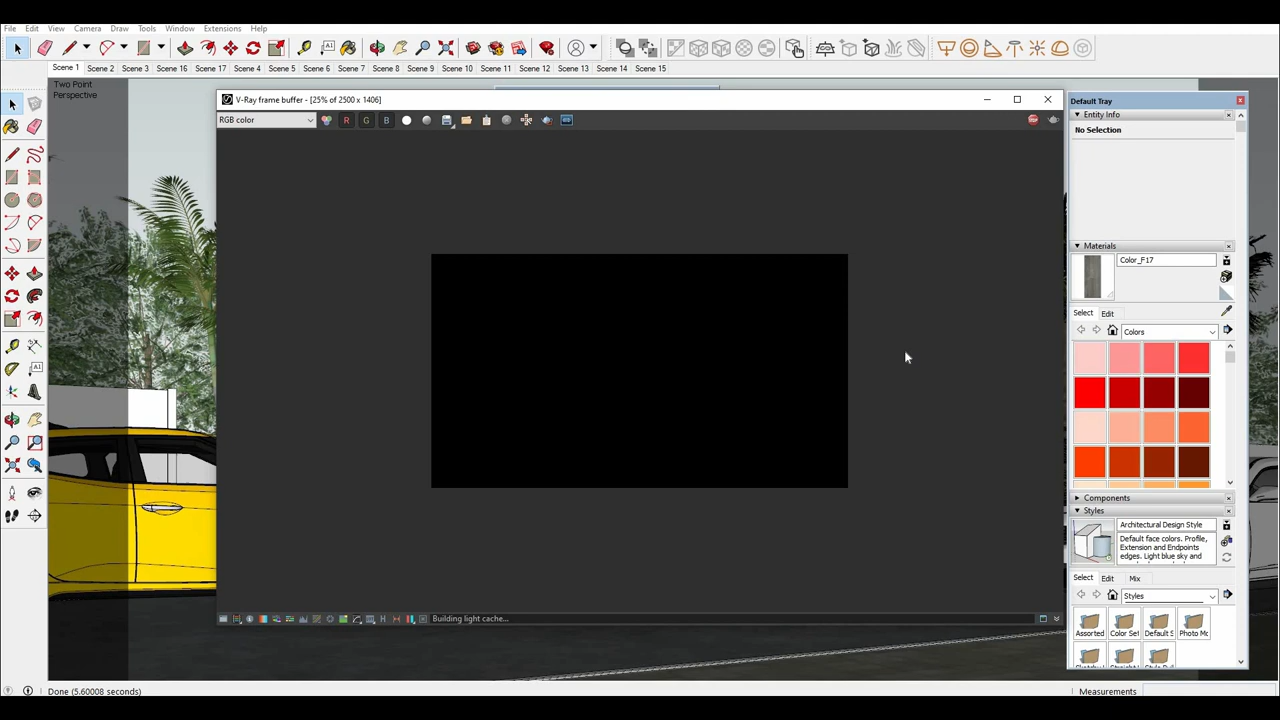 File Edit View Camera Draw Tools Window Extensions Help
Scene 1 Scene 2 Scene 3 Scene 16 Scene 17 Scene 4 Scene 5 Scene 6 Scene 7 Scene 8 Scene 9 Scene 10 Scene 11 Scene 12 Scene 13 Scene 14 Scene 15
Two Point
Perspective
V-Ray frame buffer - [25% of 2500 x 1406]
RGB color
R G B
Building light cache...
Default Tray
Entity Info
No Selection
Materials
Color_F17
Select Edit
Colors
Components
Styles
Architectural Design Style
Default face colors. Profile,
Extension and Endpoints
edges. Light blue sky and
Select Edit Mix
Styles
Assorted Color Set Default S Photo Mo
Done (5.60008 seconds)
Measurements